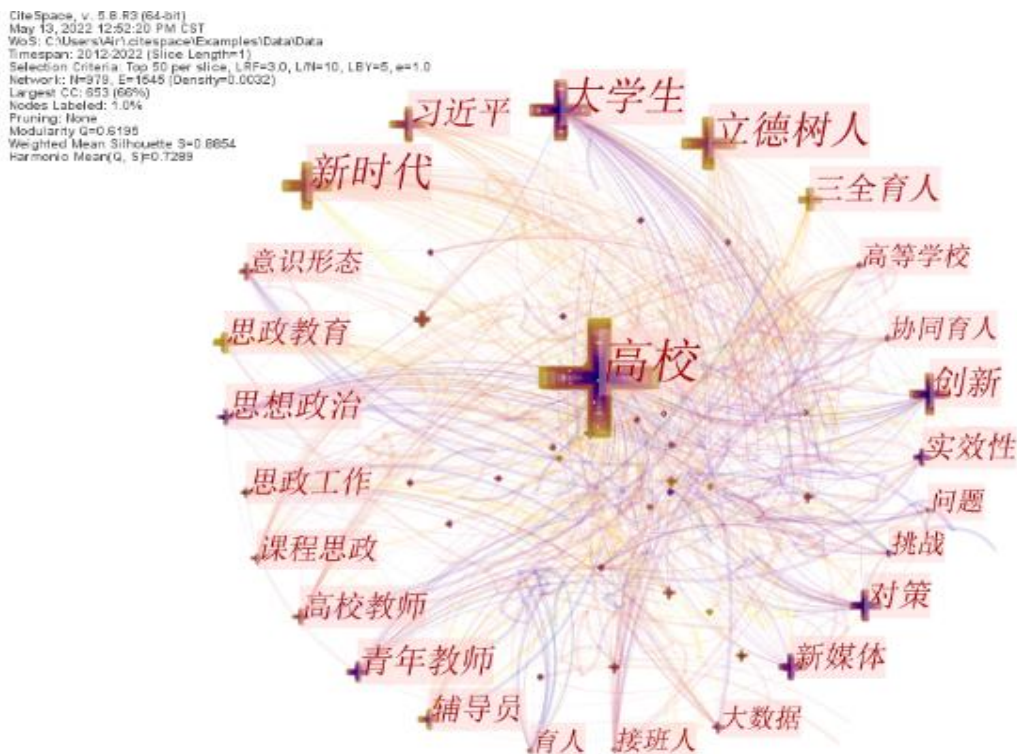 CiteSpace, v. 5.8.R3 (64-bit)
May 13, 2022 12:52:20 PM CST
WoS: C:\Users\Air\.citespace\Examples\Data\Data
Timespan: 2012-2022 (Slice Length=1)
Selection Criteria: Top 50 per slice, LRF=3.0, L/N=10, LBY=5, e=1.0
Network: N=979, E=1545 (Density=0.0032)
Largest CC: 653 (66%)
Nodes Labeled: 1.0%
Pruning: None
Modularity Q=0.6195
Weighted Mean Silhouette S=0.8854
Harmonic Mean(Q, S)=0.7289
大学生
习近平
立德树人
新时代
三全育人
高等学校
意识形态
思政教育
协同育人
高校
创新
思想政治
实效性
思政工作
问题
课程思政
挑战
高校教师
对策
青年教师
新媒体
辅导员
大数据
育人
接班人